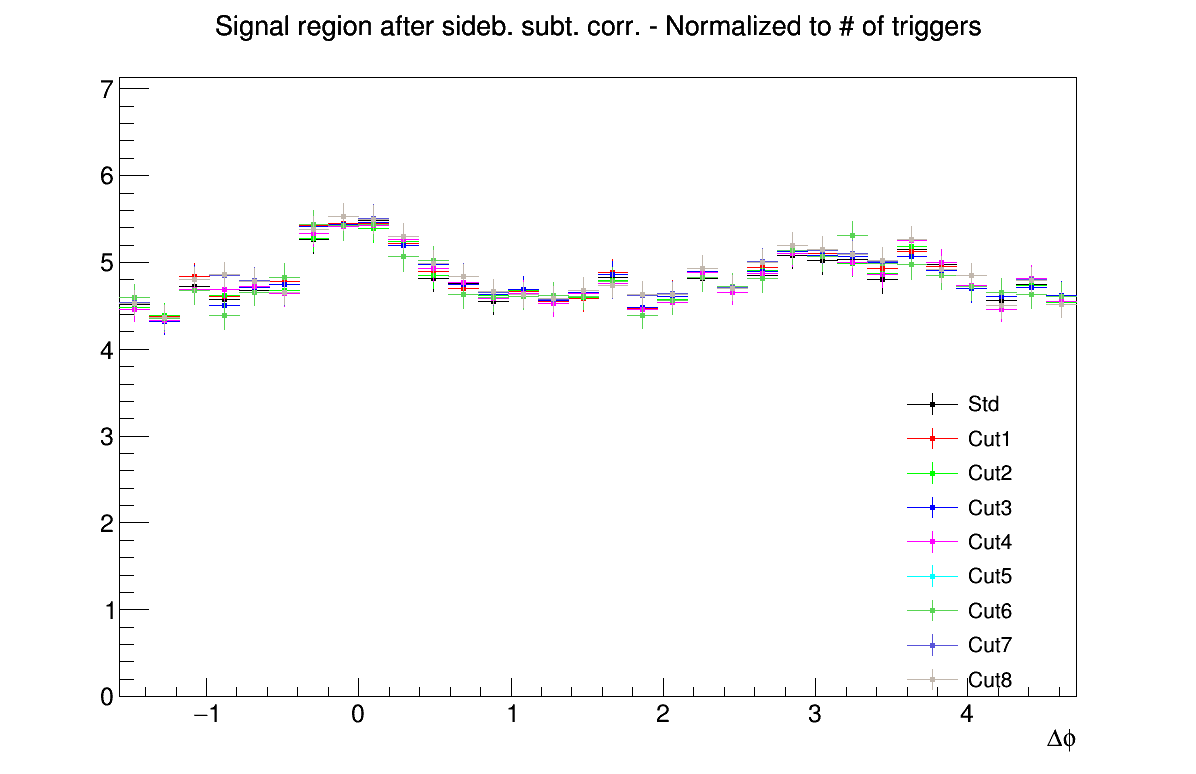 Signal region after sideb. subt. corr. - Normalized to # of triggers
7
6
5
4
3
2
1
0
Std
Cut1
Cut2
Cut3
Cut4
Cut5
Cut6
Cut7
Cut8
−1 0 1 2 3 4
Δϕ